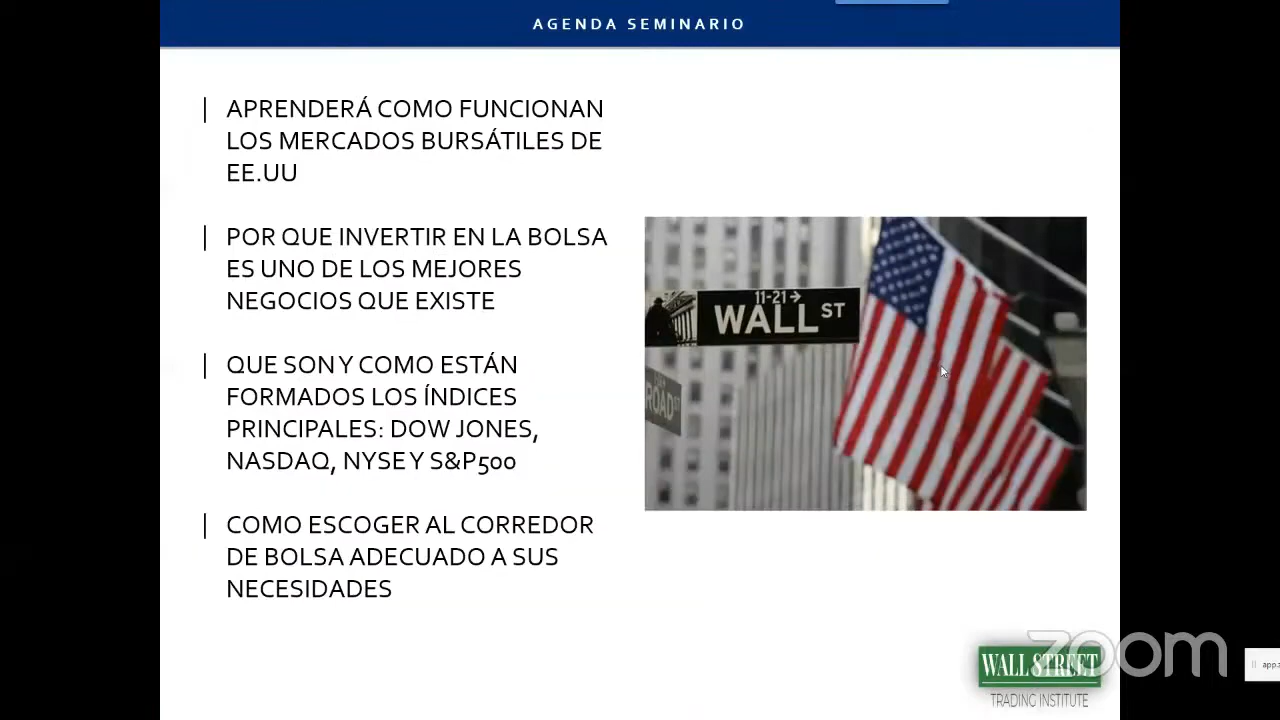 AGENDA SEMINARIO
| APRENDERÁ COMO FUNCIONAN
LOS MERCADOS BURSÁTILES DE
EE.UU
| POR QUE INVERTIR EN LA BOLSA
ES UNO DE LOS MEJORES
NEGOCIOS QUE EXISTE
| QUE SON Y COMO ESTÁN
FORMADOS LOS ÍNDICES
PRINCIPALES: DOW JONES,
NASDAQ, NYSE Y S&P500
| COMO ESCOGER AL CORREDOR
DE BOLSA ADECUADO A SUS
NECESIDADES
11-21→
WALL ST
ROAD ST
zoom
WALL STREET
TRADING INSTITUTE